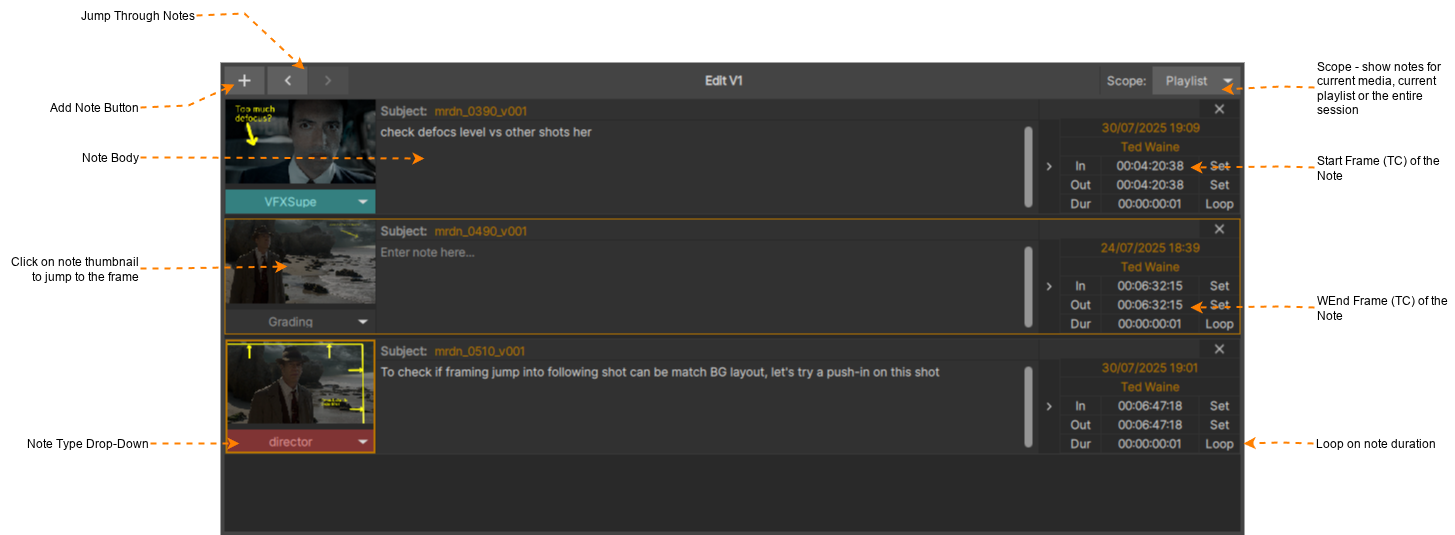 Jump Through Notes
Add Note Button
Note Body
Click on note thumbnail
to jump to the frame
Note Type Drop-Down
Edit V1
Scope: Playlist
Too much
defocus?
VFXSupe
Subject: mrdn_0390_v001
check defocs level vs other shots her
30/07/2025 19:09
Ted Waine
In 00:04:20:38 Set
Out 00:04:20:38 Set
Dur 00:00:00:01 Loop
Grading
Subject: mrdn_0490_v001
Enter note here...
24/07/2025 18:39
Ted Waine
In 00:06:32:15 Set
Out 00:06:32:15 Set
Dur 00:00:00:01 Loop
director
Subject: mrdn_0510_v001
To check if framing jump into following shot can be match BG layout, let's try a push-in on this shot
30/07/2025 19:01
Ted Waine
In 00:06:47:18 Set
Out 00:06:47:18 Set
Dur 00:00:00:01 Loop
Scope - show notes for
current media, current
playlist or the entire
session
Start Frame (TC) of the
Note
WEnd Frame (TC) of the
Note
Loop on note duration